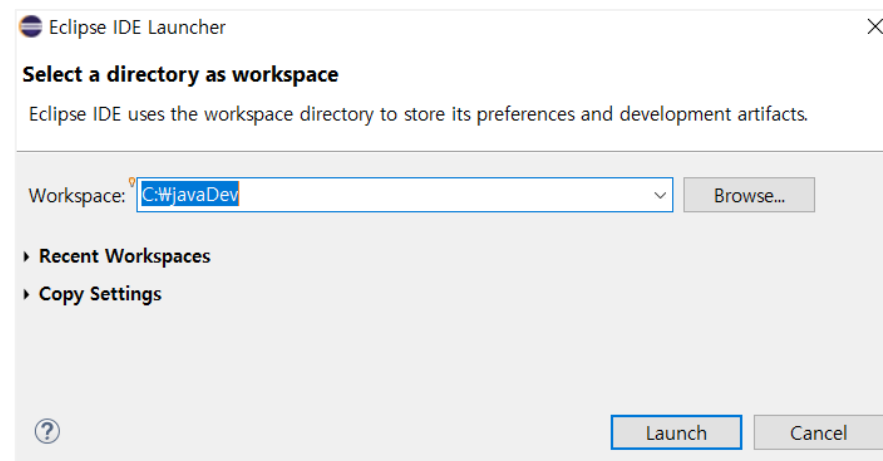 Eclipse IDE Launcher
Select a directory as workspace
Eclipse IDE uses the workspace directory to store its preferences and development artifacts.
Workspace: C:₩javaDev Browse...
Recent Workspaces
Copy Settings
Launch Cancel